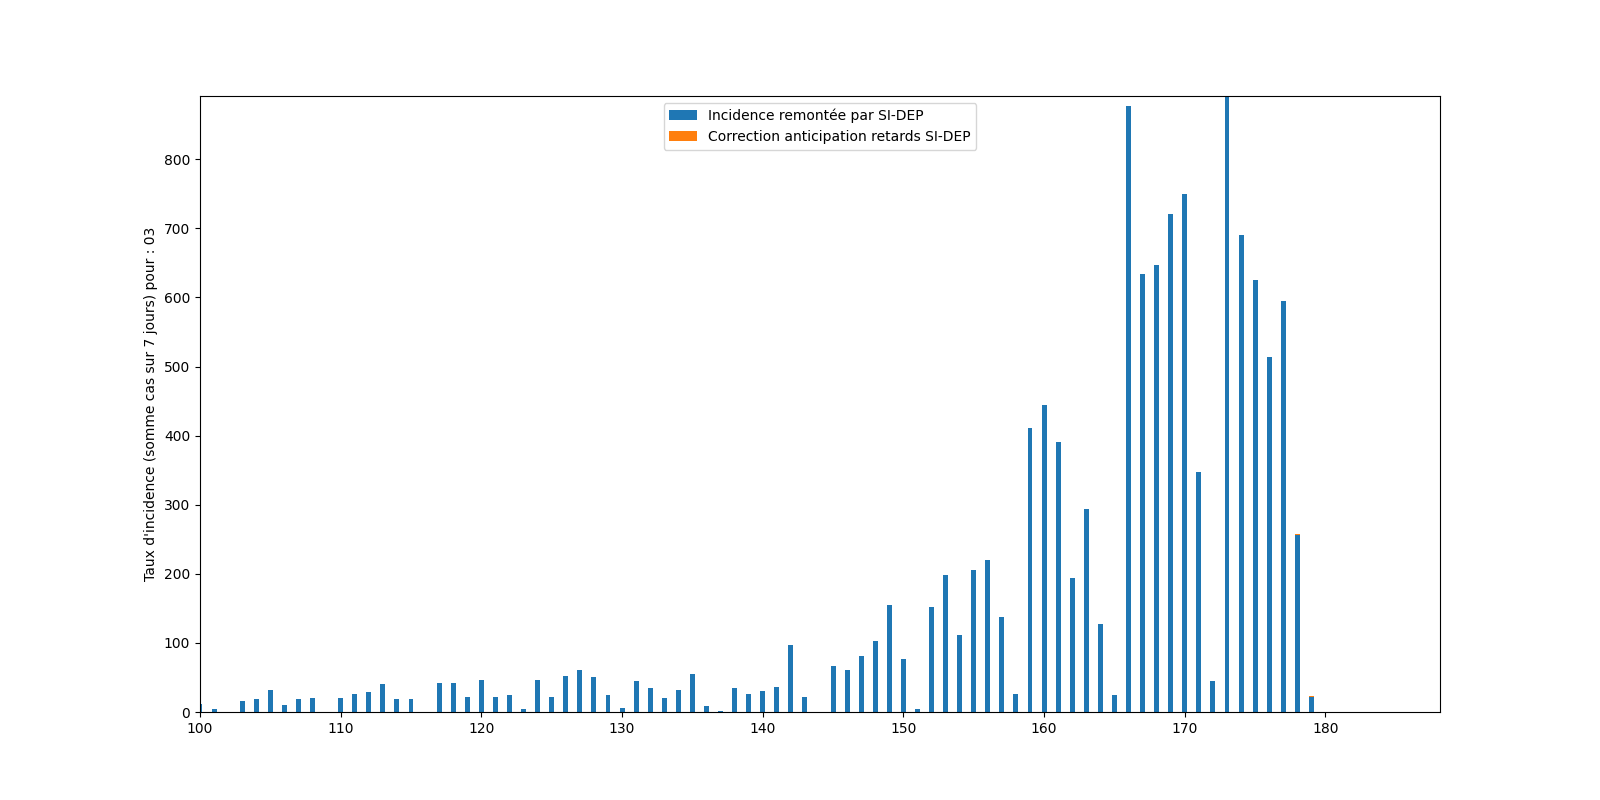 Incidence remontée par SI-DEP
Correction anticipation retards SI-DEP
Taux d'incidence (somme cas sur 7 jours) pour : 03
800
700
600
500
400
300
200
100
0
100 110 120 130 140 150 160 170 180